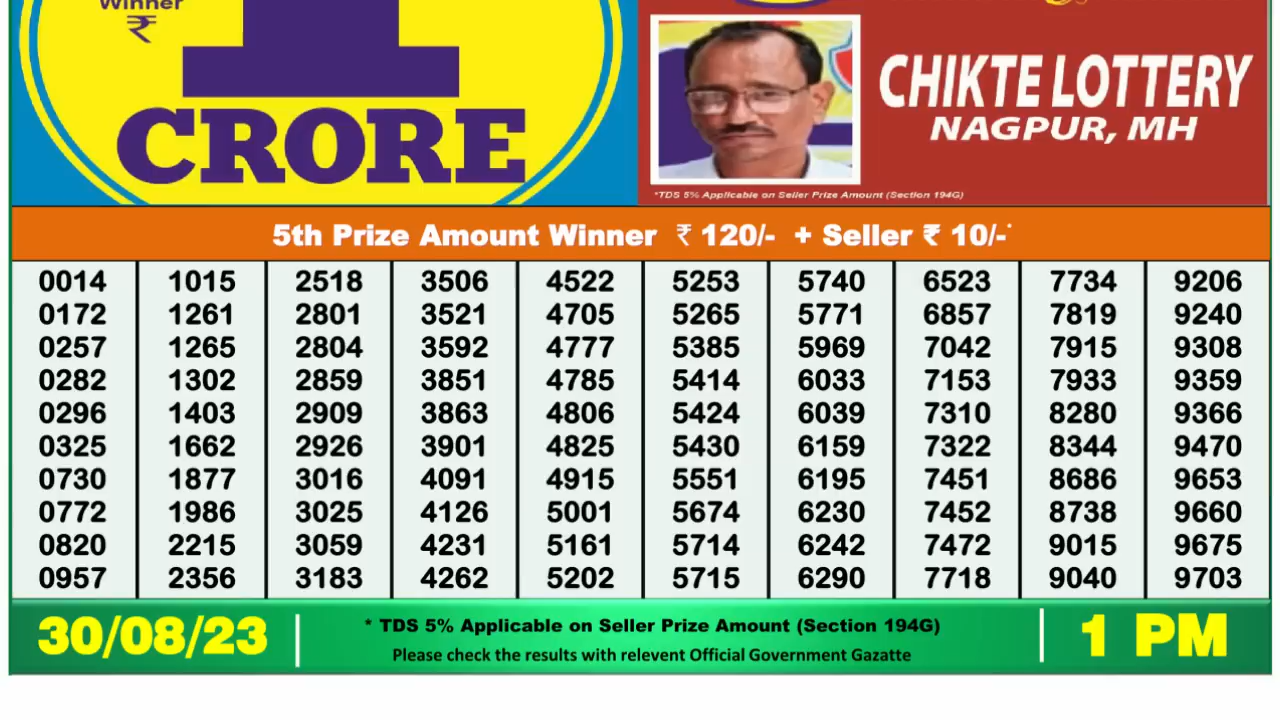 Winner
₹
1
CRORE
CHIKTE LOTTERY
NAGPUR, MH
*TDS 5% Applicable on Seller Prize Amount (Section 194G)
5th Prize Amount Winner ₹ 120/- + Seller ₹ 10/-*
0014 1015 2518 3506 4522 5253 5740 6523 7734 9206
0172 1261 2801 3521 4705 5265 5771 6857 7819 9240
0257 1265 2804 3592 4777 5385 5969 7042 7915 9308
0282 1302 2859 3851 4785 5414 6033 7153 7933 9359
0296 1403 2909 3863 4806 5424 6039 7310 8280 9366
0325 1662 2926 3901 4825 5430 6159 7322 8344 9470
0730 1877 3016 4091 4915 5551 6195 7451 8686 9653
0772 1986 3025 4126 5001 5674 6230 7452 8738 9660
0820 2215 3059 4231 5161 5714 6242 7472 9015 9675
0957 2356 3183 4262 5202 5715 6290 7718 9040 9703
30/08/23
* TDS 5% Applicable on Seller Prize Amount (Section 194G)
Please check the results with relevent Official Government Gazatte
1 PM